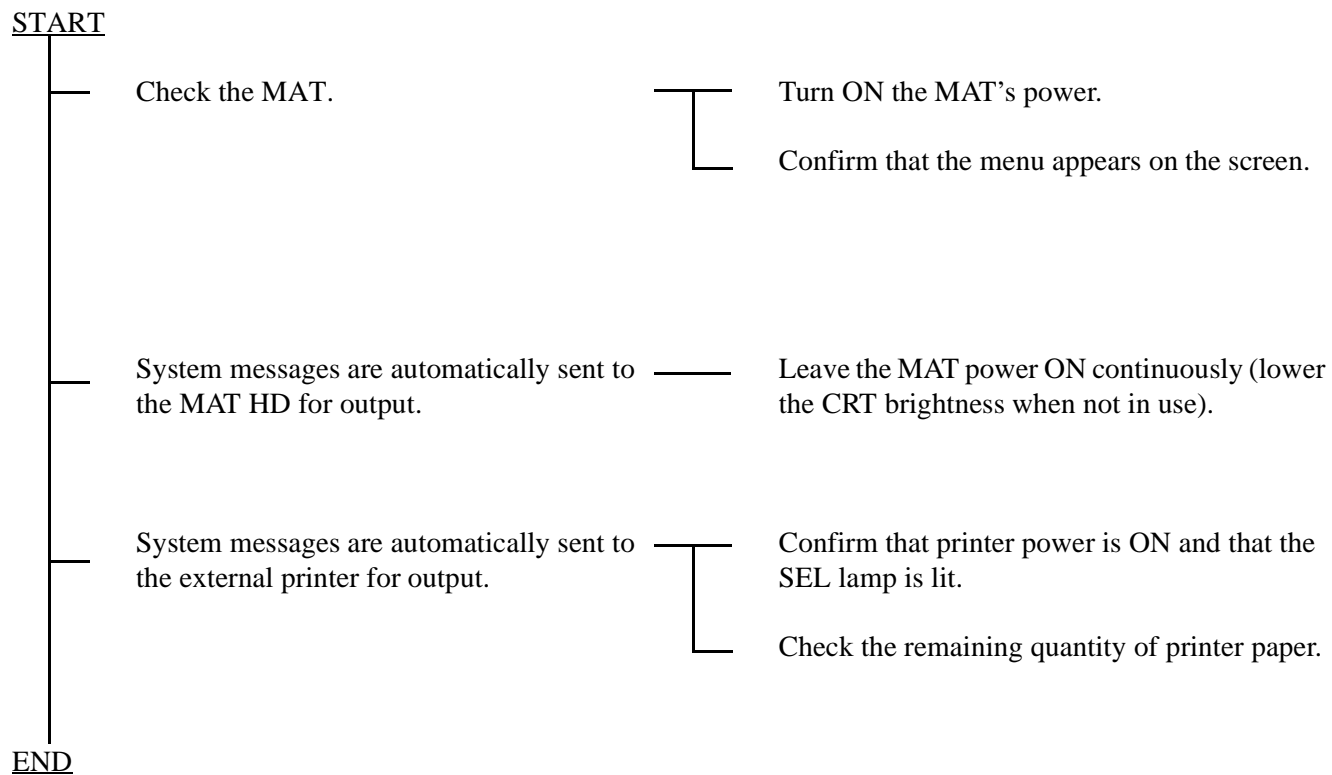 START
Check the MAT.
Turn ON the MAT’s power.
Confirm that the menu appears on the screen.
System messages are automatically sent to
the MAT HD for output.
Leave the MAT power ON continuously (lower
the CRT brightness when not in use).
System messages are automatically sent to
the external printer for output.
Confirm that printer power is ON and that the
SEL lamp is lit.
Check the remaining quantity of printer paper.
END